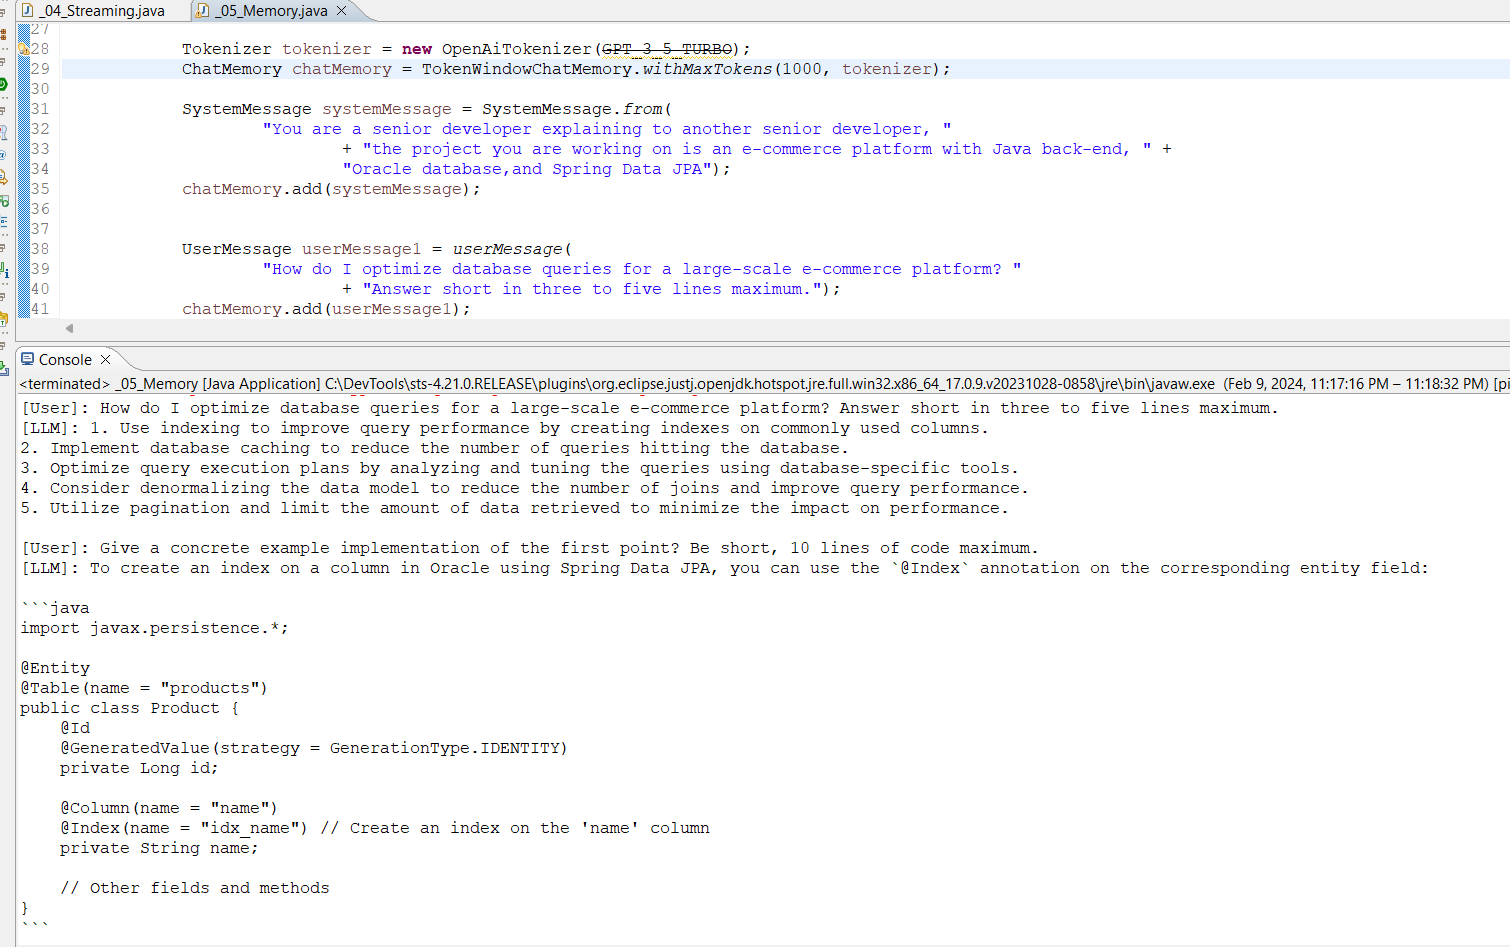 _04_Streaming.java
_05_Memory.java
27
28 Tokenizer tokenizer = new OpenAiTokenizer(GPT_3_5_TURBO);
29 ChatMemory chatMemory = TokenWindowChatMemory.withMaxTokens(1000, tokenizer);
30
31 SystemMessage systemMessage = SystemMessage.from(
32 "You are a senior developer explaining to another senior developer, "
33 + "the project you are working on is an e-commerce platform with Java back-end, " +
34 "Oracle database,and Spring Data JPA");
35 chatMemory.add(systemMessage);
36
37
38 UserMessage userMessage1 = userMessage(
39 "How do I optimize database queries for a large-scale e-commerce platform? "
40 + "Answer short in three to five lines maximum.");
41 chatMemory.add(userMessage1);
Console
<terminated> _05_Memory [Java Application] C:\DevTools\sts-4.21.0.RELEASE\plugins\org.eclipse.justj.openjdk.hotspot.jre.full.win32.x86_64_17.0.9.v20231028-0858\jre\bin\javaw.exe (Feb 9, 2024, 11:17:16 PM – 11:18:32 PM) [pi
[User]: How do I optimize database queries for a large-scale e-commerce platform? Answer short in three to five lines maximum.
[LLM]: 1. Use indexing to improve query performance by creating indexes on commonly used columns.
2. Implement database caching to reduce the number of queries hitting the database.
3. Optimize query execution plans by analyzing and tuning the queries using database-specific tools.
4. Consider denormalizing the data model to reduce the number of joins and improve query performance.
5. Utilize pagination and limit the amount of data retrieved to minimize the impact on performance.
[User]: Give a concrete example implementation of the first point? Be short, 10 lines of code maximum.
[LLM]: To create an index on a column in Oracle using Spring Data JPA, you can use the `@Index` annotation on the corresponding entity field:
```java
import javax.persistence.*;
@Entity
@Table(name = "products")
public class Product {
@Id
@GeneratedValue(strategy = GenerationType.IDENTITY)
private Long id;
@Column(name = "name")
@Index(name = "idx_name") // Create an index on the 'name' column
private String name;
// Other fields and methods
}
```